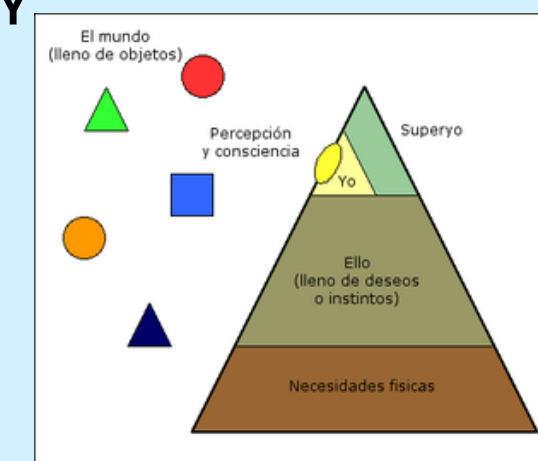 Y
El mundo
(lleno de objetos)
Percepción
y consciencia
Superyo
Yo
Ello
(lleno de deseos
o instintos)
Necesidades fisicas